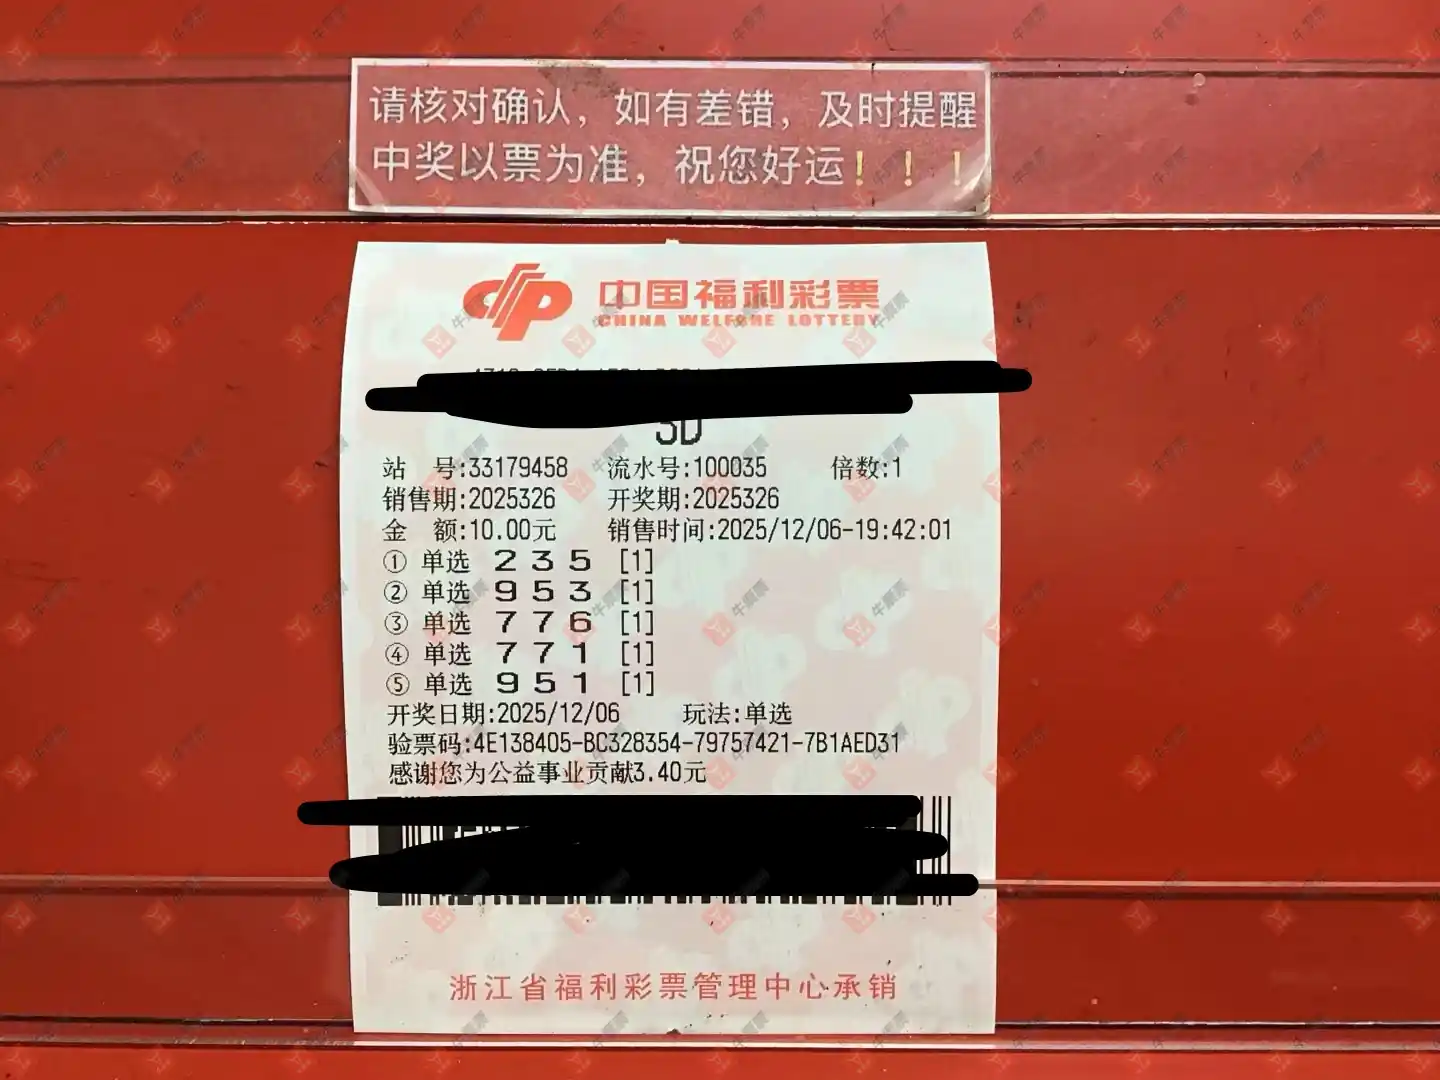 请核对确认，如有差错，及时提醒
中奖以票为准，祝您好运！！！
中国福利彩票
CHINA WELFARE LOTTERY
3D
站 号:33179458 流水号:100035 倍数:1
销售期:2025326 开奖期:2025326
金 额:10.00元 销售时间:2025/12/06-19:42:01
① 单选 2 3 5 [1]
② 单选 9 5 3 [1]
③ 单选 7 7 6 [1]
④ 单选 7 7 1 [1]
⑤ 单选 9 5 1 [1]
开奖日期:2025/12/06 玩法:单选
验票码:4E138405-BC328354-79757421-7B1AED31
感谢您为公益事业贡献3.40元
浙江省福利彩票管理中心承销